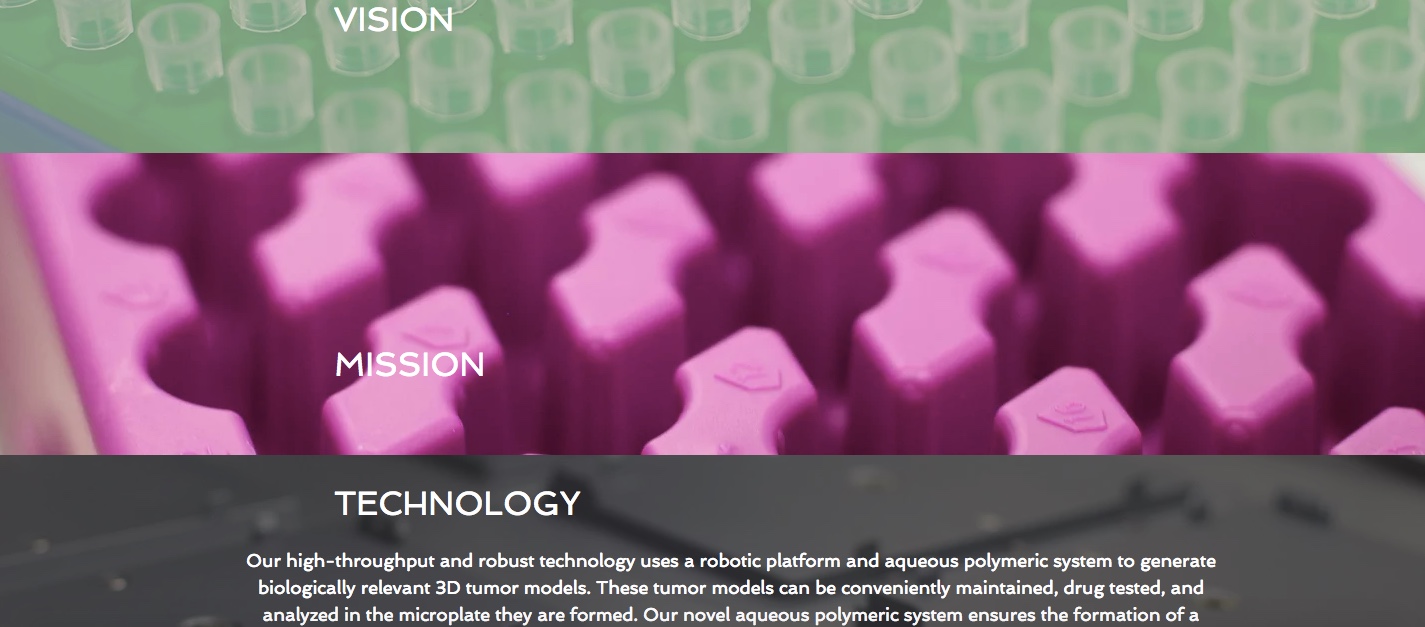 VISION
MISSION
TECHNOLOGY
Our high-throughput and robust technology uses a robotic platform and aqueous polymeric system to generate
biologically relevant 3D tumor models. These tumor models can be conveniently maintained, drug tested, and
analyzed in the microplate they are formed. Our novel aqueous polymeric system ensures the formation of a